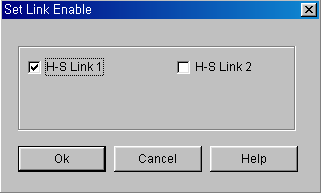 Set Link Enable
H-S Link 1 H-S Link 2
Ok Cancel Help